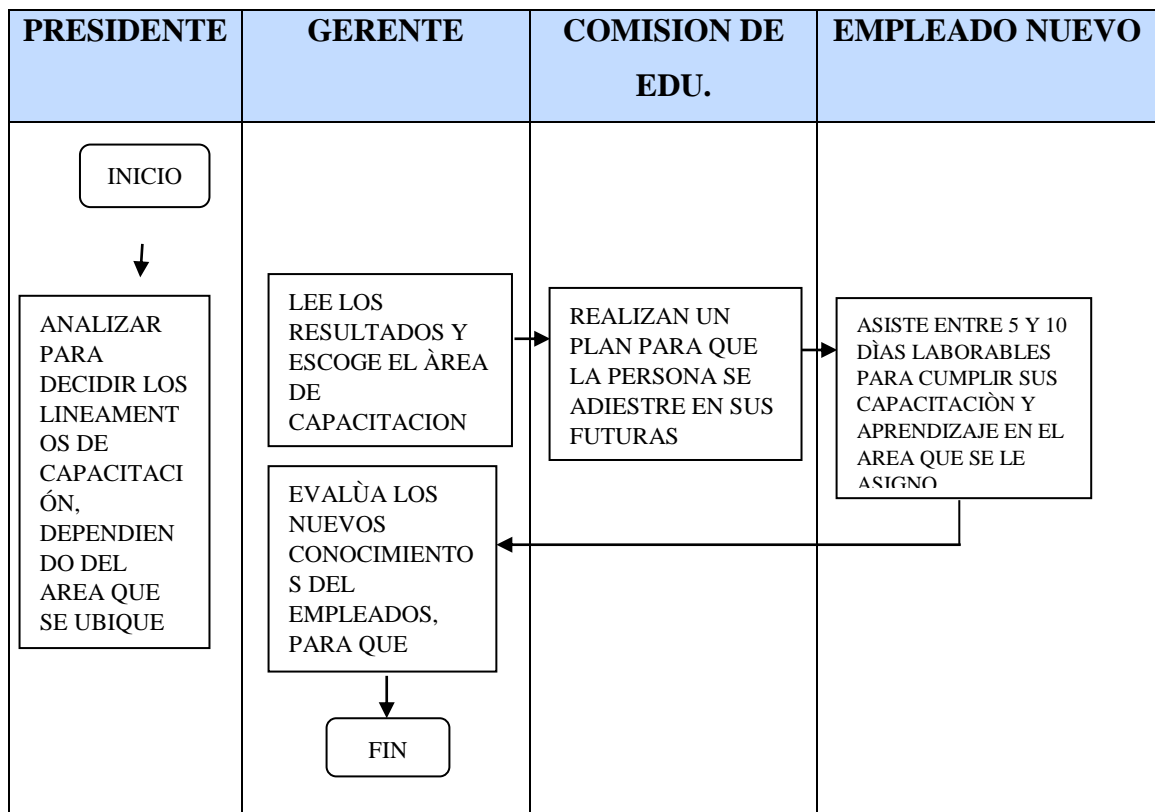 PRESIDENTE
GERENTE
COMISION DE
EDU.
EMPLEADO NUEVO
INICIO
ANALIZAR
PARA
DECIDIR LOS
LINEAMENT
OS DE
CAPACITACI
ÓN,
DEPENDIEN
DO DEL
AREA QUE
SE UBIQUE
LEE LOS
RESULTADOS Y
ESCOGE EL ÀREA
DE
CAPACITACION
REALIZAN UN
PLAN PARA QUE
LA PERSONA SE
ADIESTRE EN SUS
FUTURAS
ASISTE ENTRE 5 Y 10
DÌAS LABORABLES
PARA CUMPLIR SUS
CAPACITACIÒN Y
APRENDIZAJE EN EL
AREA QUE SE LE
ASIGNO
EVALÙA LOS
NUEVOS
CONOCIMIENTO
S DEL
EMPLEADOS,
PARA QUE
FIN